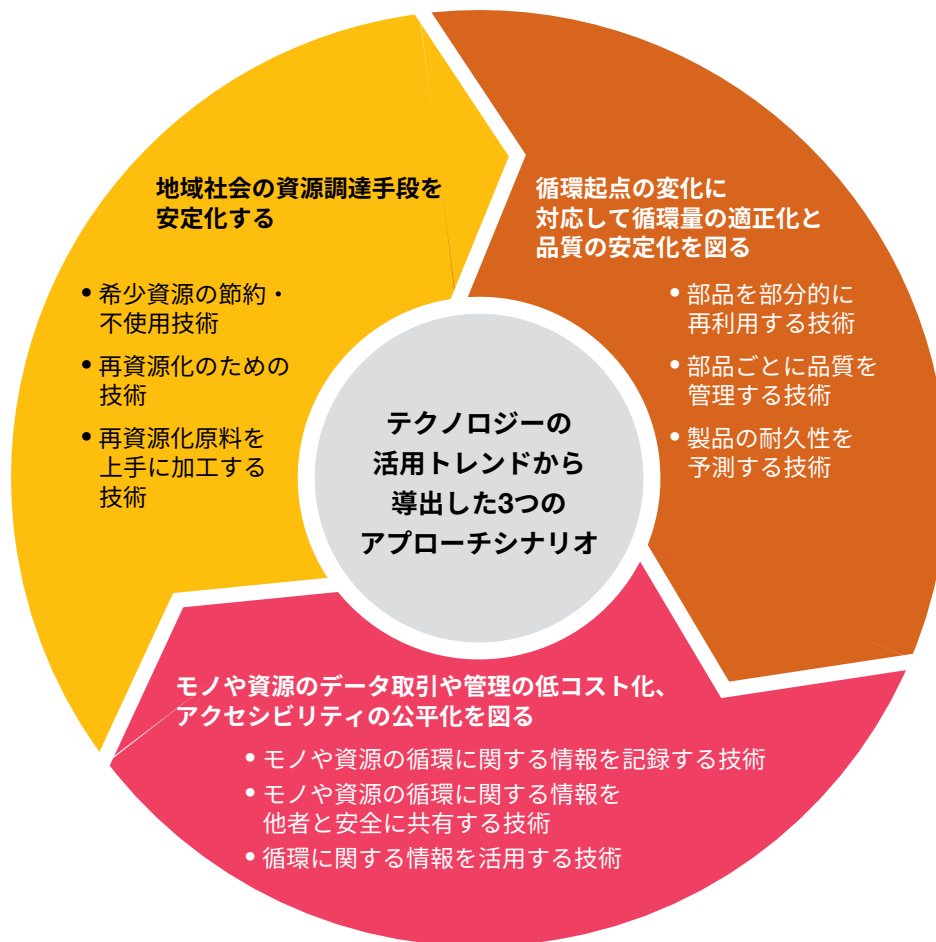 地域社会の資源調達手段を
安定化する
• 希少資源の節約・
不使用技術
• 再資源化のための
技術
• 再資源化原料を
上手に加工する
技術
循環起点の変化に
対応して循環量の適正化と
品質の安定化を図る
• 部品を部分的に
再利用する技術
• 部品ごとに品質を
管理する技術
• 製品の耐久性を
予測する技術
テクノロジーの
活用トレンドから
導出した3つの
アプローチシナリオ
モノや資源のデータ取引や管理の低コスト化、
アクセシビリティの公平化を図る
• モノや資源の循環に関する情報を記録する技術
• モノや資源の循環に関する情報を
他者と安全に共有する技術
• 循環に関する情報を活用する技術